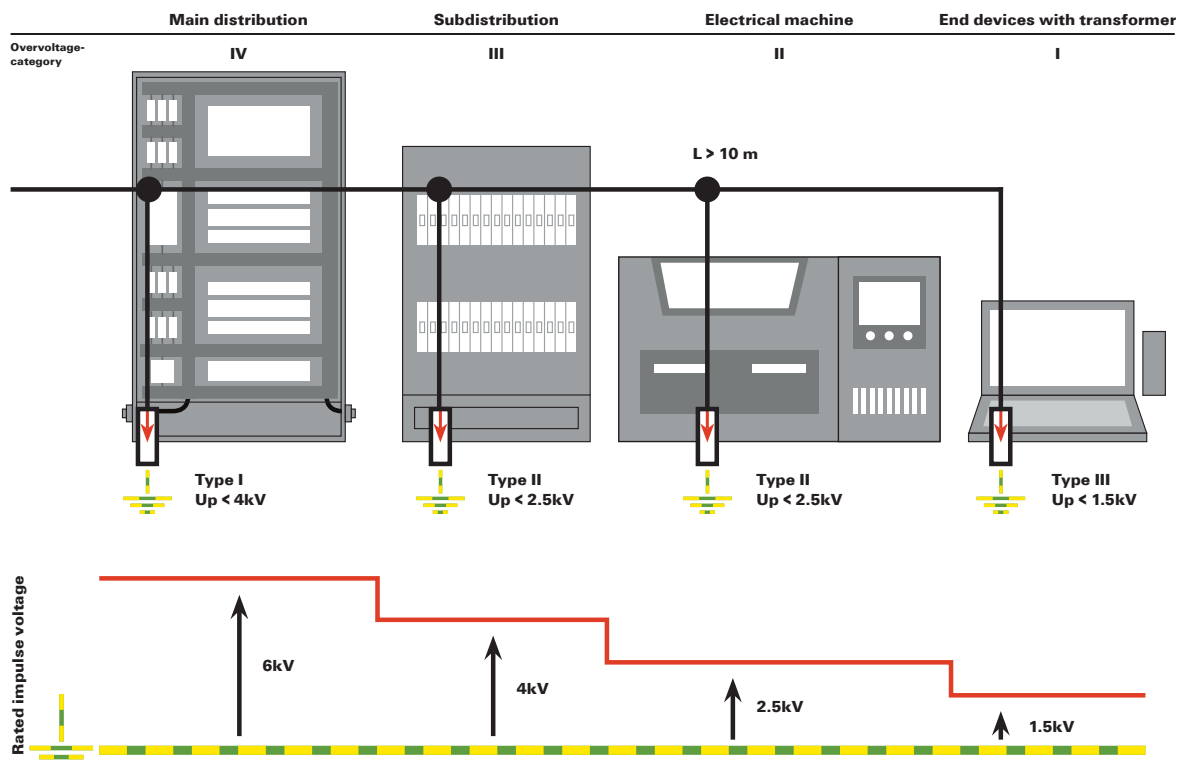 Main distribution
Subdistribution
Electrical machine
End devices with transformer
Overvoltage-
category
IV
III
II
I
L > 10 m
Type I
Up < 4kV
Type II
Up < 2.5kV
Type II
Up < 2.5kV
Type III
Up < 1.5kV
Rated impulse voltage
6kV
4kV
2.5kV
1.5kV